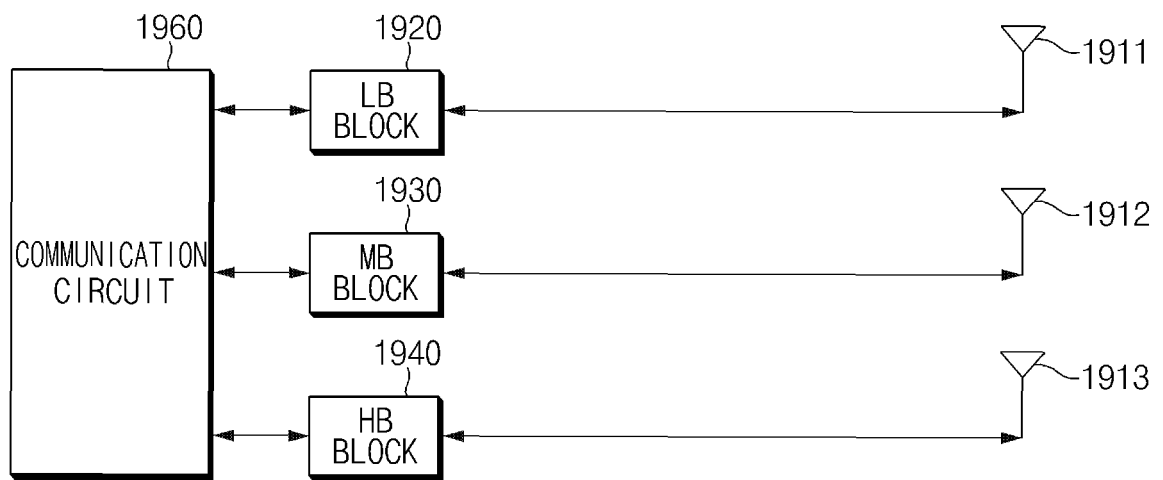 1960
1920
1911
LB
BLOCK
1930
1912
COMMUNICATION
CIRCUIT
MB
BLOCK
1940
1913
HB
BLOCK